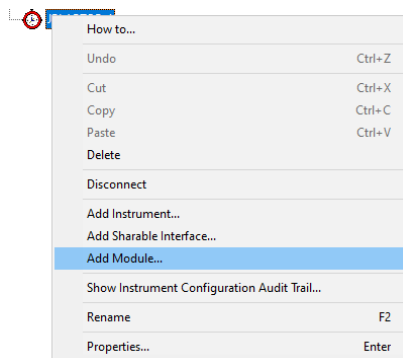 How to...
Undo Ctrl+Z
Cut Ctrl+X
Copy Ctrl+C
Paste Ctrl+V
Delete
Disconnect
Add Instrument...
Add Sharable Interface...
Add Module...
Show Instrument Configuration Audit Trail...
Rename F2
Properties... Enter